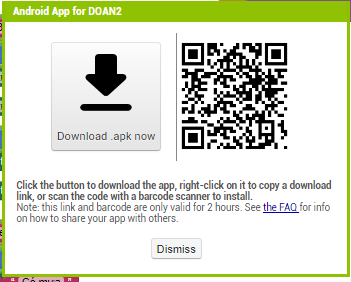 Android App for DOAN2
Download .apk now
Click the button to download the app, right-click on it to copy a download
link, or scan the code with a barcode scanner to install.
Note: this link and barcode are only valid for 2 hours. See the FAQ for info
on how to share your app with others.
Dismiss
"Có mưa"